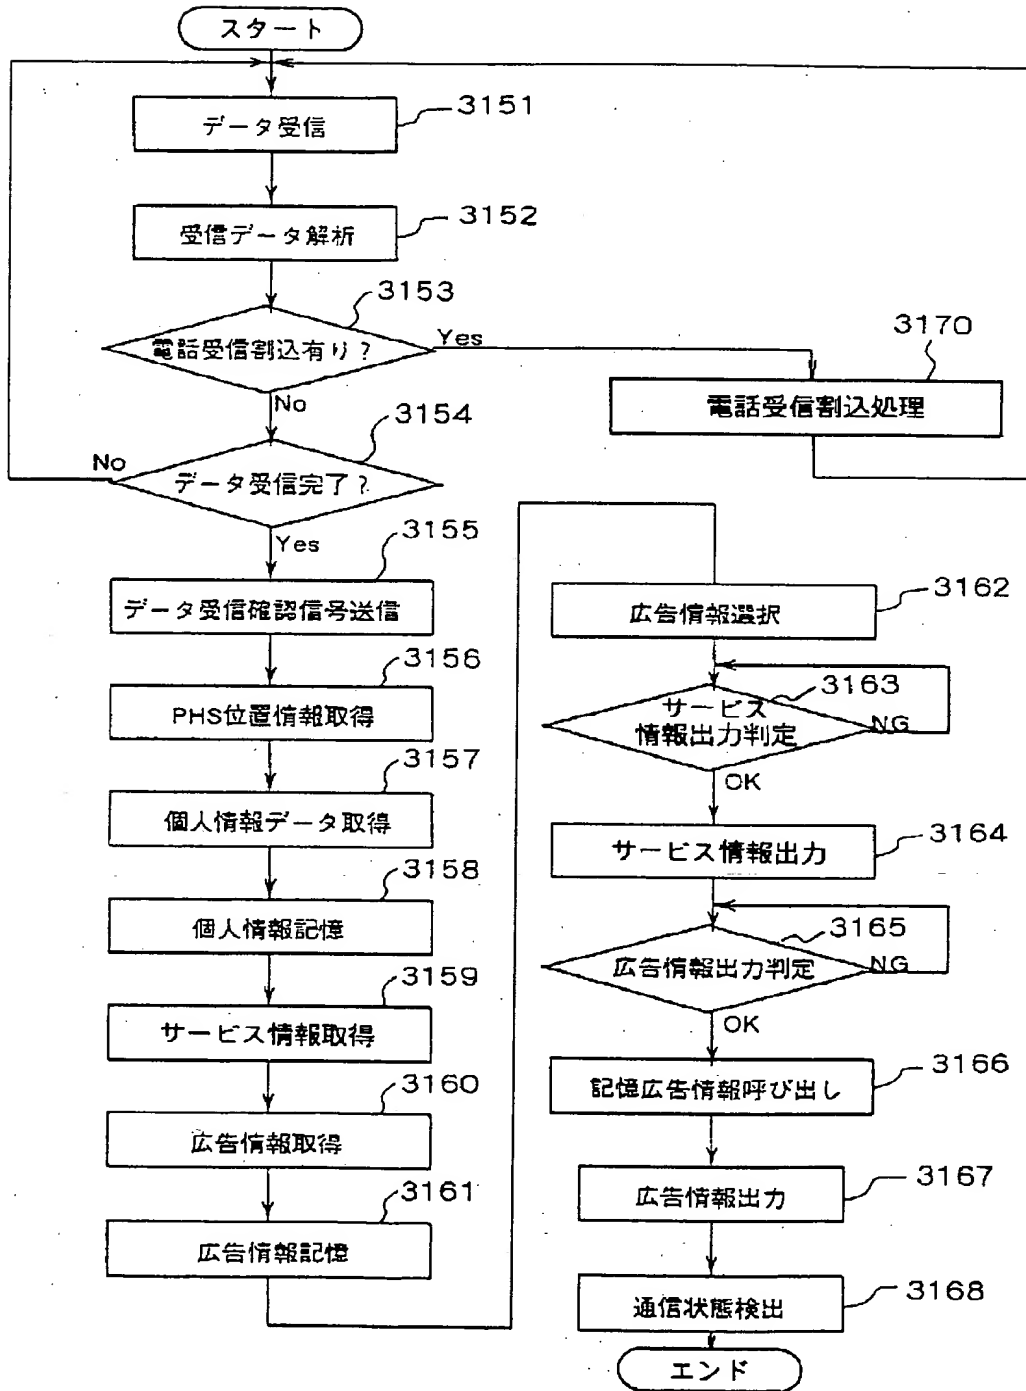 スタート
データ受信
3151
受信データ解析
3152
電話受信割込有り？
3153
Yes
No
電話受信割込処理
3170
データ受信完了？
3154
No
Yes
データ受信確認信号送信
3155
PHS位置情報取得
3156
個人情報データ取得
3157
個人情報記憶
3158
サービス情報取得
3159
広告情報取得
3160
広告情報記憶
3161
広告情報選択
3162
サービス
情報出力判定
3163
NG
OK
サービス情報出力
3164
広告情報出力判定
3165
NG
OK
記憶広告情報呼び出し
3166
広告情報出力
3167
通信状態検出
3168
エンド